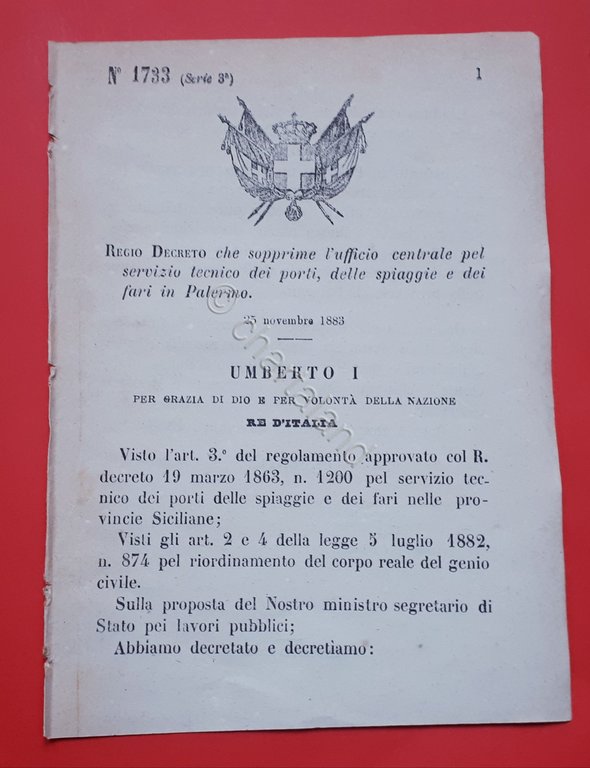 N° 1733 (Serie 3ª) 1
REGIO DECRETO che sopprime l'ufficio centrale pel
servizio tecnico dei porti, delle spiaggie e dei
fari in Palermo.
25 novembre 1883
UMBERTO I
PER GRAZIA DI DIO E PER VOLONTÀ DELLA NAZIONE
RE D'ITALIA
Visto l'art. 3.° del regolamento approvato col R.
decreto 19 marzo 1863, n. 1200 pel servizio tec-
nico dei porti delle spiaggie e dei fari nelle pro-
vincie Siciliane;
Visti gli art. 2 e 4 della legge 5 luglio 1882,
n. 874 pel riordinamento del corpo reale del genio
civile.
Sulla proposta del Nostro ministro segretario di
Stato pei lavori pubblici;
Abbiamo decretato e decretiamo:
© chartaland